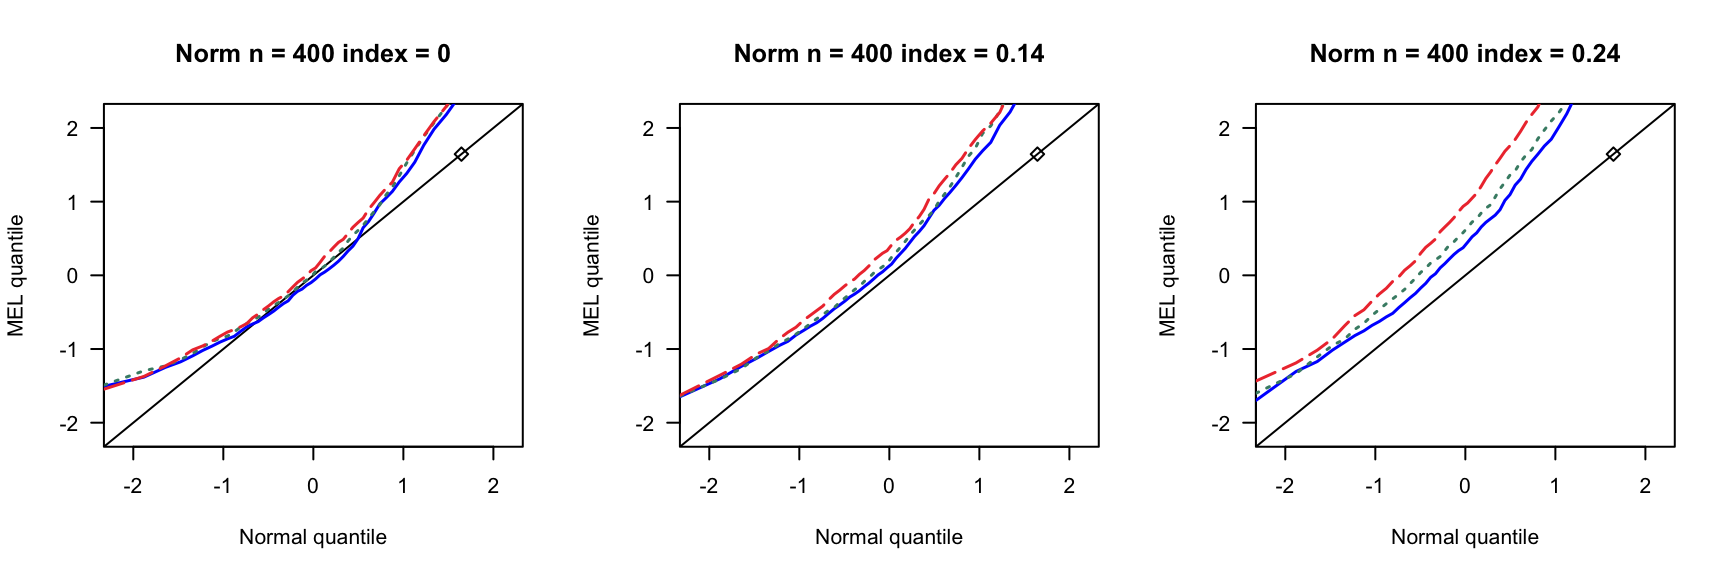 Norm n = 400 index = 0
MEL quantile
2
1
0
-1
-2
-2 -1 0 1 2
Normal quantile
Norm n = 400 index = 0.14
MEL quantile
2
1
0
-1
-2
-2 -1 0 1 2
Normal quantile
Norm n = 400 index = 0.24
MEL quantile
2
1
0
-1
-2
-2 -1 0 1 2
Normal quantile